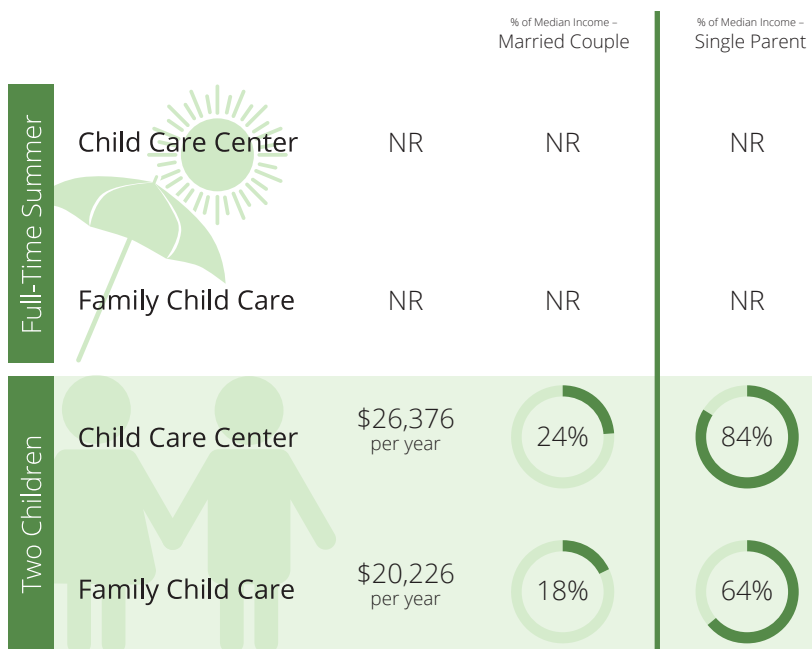 % of Median Income –
Married Couple
% of Median Income –
Single Parent
Full-Time Summer
Child Care Center
NR
NR
NR
Family Child Care
NR
NR
NR
Two Children
Child Care Center
$26,376
per year
24%
84%
Family Child Care
$20,226
per year
18%
64%